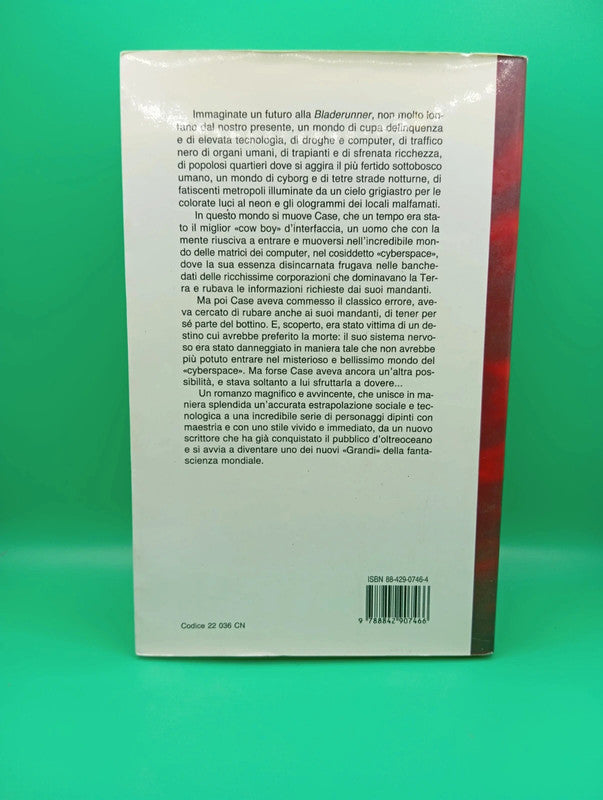 Immaginate un futuro alla Bladerunner, non molto lon-
tano dal nostro presente, un mondo di cupa delinquenza
e di elevata tecnologia, di droghe e computer, di traffico
nero di organi umani, di trapianti e di sfrenata ricchezza,
di popolosi quartieri dove si aggira il più fertido sottobosco
umano, un mondo di cyborg e di tetre strade notturne, di
fatiscenti metropoli illuminate da un cielo grigiastro per le
colorate luci al neon e gli ologrammi dei locali malfamati.
In questo mondo si muove Case, che un tempo era sta-
to il miglior «cow boy» d'interfaccia, un uomo che con la
mente riusciva a entrare e muoversi nell'incredibile mon-
do delle matrici dei computer, nel cosiddetto «cyberspace»,
dove la sua essenza disincarnata frugava nelle banche-
dati delle ricchissime corporazioni che dominavano la Ter-
ra e rubava le informazioni richieste dai suoi mandanti.
Ma poi Case aveva commesso il classico errore, ave-
va cercato di rubare anche ai suoi mandanti, di tener per
sé parte del bottino. E, scoperto, era stato vittima di un de-
stino cui avrebbe preferito la morte: il suo sistema nervo-
so era stato danneggiato in maniera tale che non avrebbe
più potuto entrare nel misterioso e bellissimo mondo del
«cyberspace». Ma forse Case aveva ancora un'altra pos-
sibilità, e stava soltanto a lui sfruttarla a dovere...
Un romanzo magnifico e avvincente, che unisce in ma-
niera splendida un'accurata estrapolazione sociale e tec-
nologica a una incredibile serie di personaggi dipinti con
maestria e con uno stile vivido e immediato, da un nuovo
scrittore che ha già conquistato il pubblico d'oltreoceano
e si avvia a diventare uno dei nuovi «Grandi» della fanta-
scienza mondiale.
ISBN 88-429-0746-4
9 788842 907466
Codice 22 036 CN